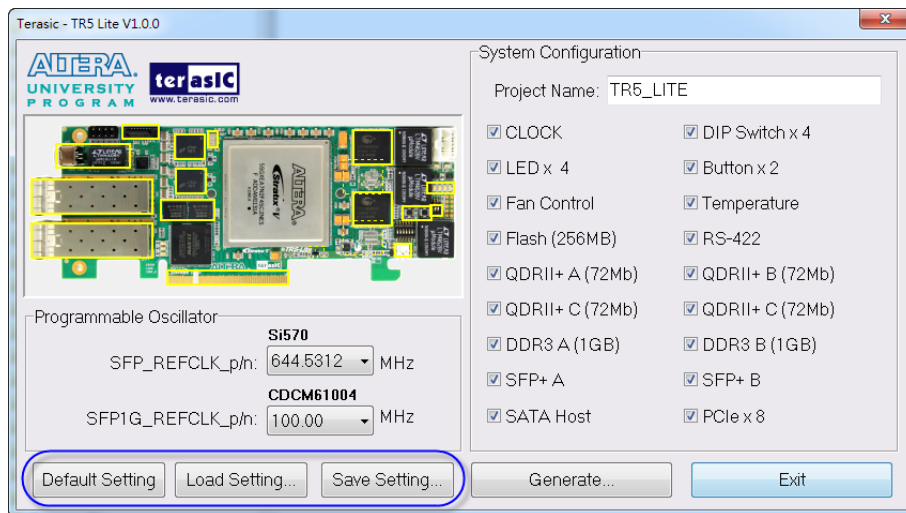 Terasic - TR5 Lite V1.0.0
ALTERA.
UNIVERSITY
PROGRAM
terasIC
www.terasic.com
ALTERA
Stratix V
System Configuration
Project Name: TR5_LITE
CLOCK
DIP Switch x 4
LED x 4
Button x 2
Fan Control
Temperature
Flash (256MB)
RS-422
QDRII+ A (72Mb)
QDRII+ B (72Mb)
QDRII+ C (72Mb)
QDRII+ C (72Mb)
DDR3 A (1GB)
DDR3 B (1GB)
SFP+ A
SFP+ B
SATA Host
PCIe x 8
Programmable Oscillator
Si570
SFP_REFCLK_p/n: 644.5312 MHz
CDCM61004
SFP1G_REFCLK_p/n: 100.00 MHz
Default Setting
Load Setting...
Save Setting...
Generate...
Exit